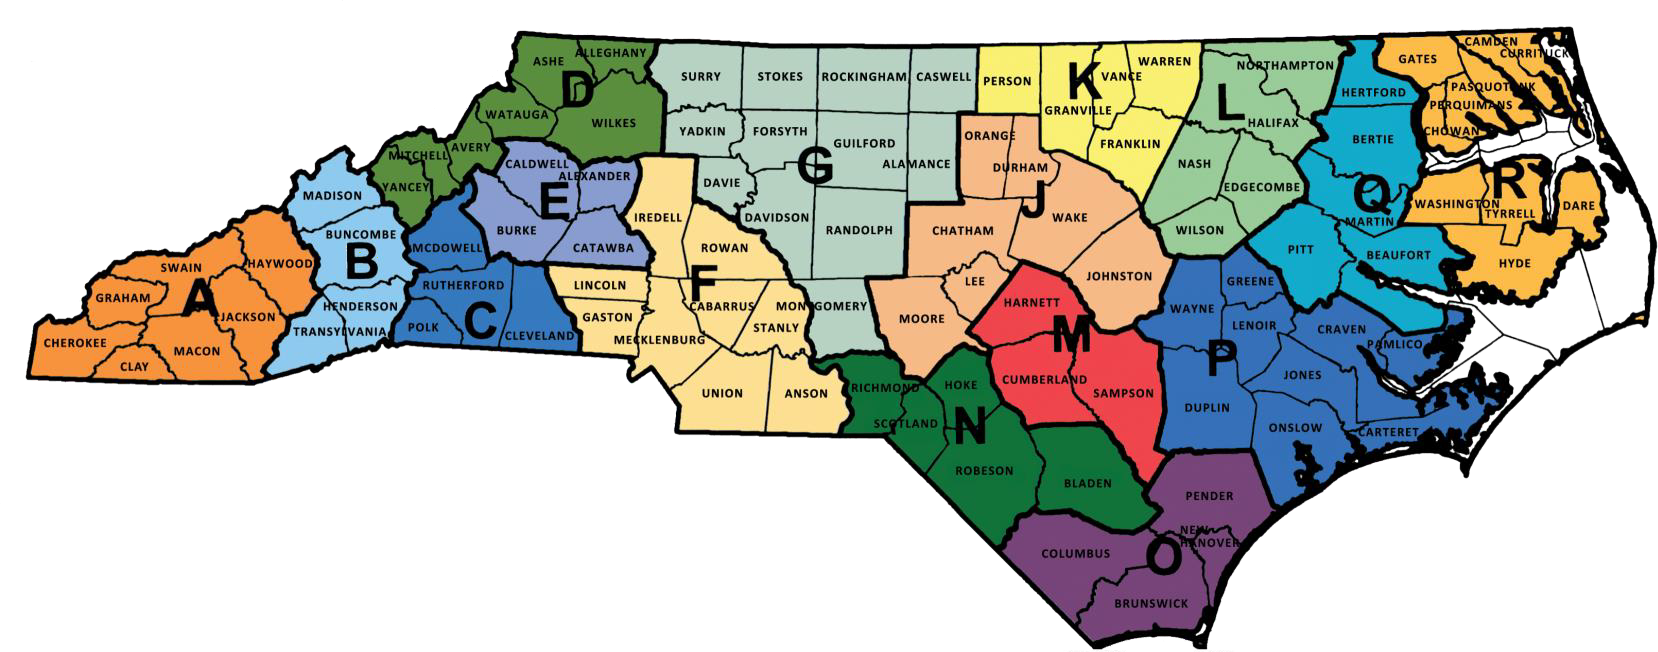 A
CHEROKEE
GRAHAM
SWAIN
HAYWOOD
JACKSON
MACON
CLAY
B
MADISON
BUNCOMBE
HENDERSON
TRANSYLVANIA
C
MCDOWELL
RUTHERFORD
POLK
CLEVELAND
D
ASHE
ALLEGHANY
WATAUGA
WILKES
AVERY
MITCHELL
YANCEY
E
CALDWELL
ALEXANDER
BURKE
CATAWBA
F
IREDELL
ROWAN
LINCOLN
GASTON
CABARRUS
MECKLENBURG
STANLY
UNION
ANSON
G
SURRY
STOKES
ROCKINGHAM
CASWELL
YADKIN
FORSYTH
GUILFORD
ALAMANCE
DAVIE
DAVIDSON
RANDOLPH
MONTGOMERY
J
ORANGE
DURHAM
WAKE
CHATHAM
LEE
JOHNSTON
MOORE
K
PERSON
GRANVILLE
VANCE
WARREN
FRANKLIN
L
NORTHAMPTON
HALIFAX
NASH
EDGECOMBE
WILSON
M
HARNETT
CUMBERLAND
SAMPSON
N
RICHMOND
SCOTLAND
HOKE
ROBESON
BLADEN
O
PENDER
NEW
HANOVER
COLUMBUS
BRUNSWICK
P
WAYNE
GREENE
LENOIR
CRAVEN
PAMLICO
JONES
DUPLIN
ONSLOW
CARTERET
Q
HERTFORD
BERTIE
MARTIN
PITT
BEAUFORT
R
GATES
CAMDEN
CURRITUCK
PASQUOTANK
PERQUIMANS
CHOWAN
WASHINGTON
TYRRELL
DARE
HYDE